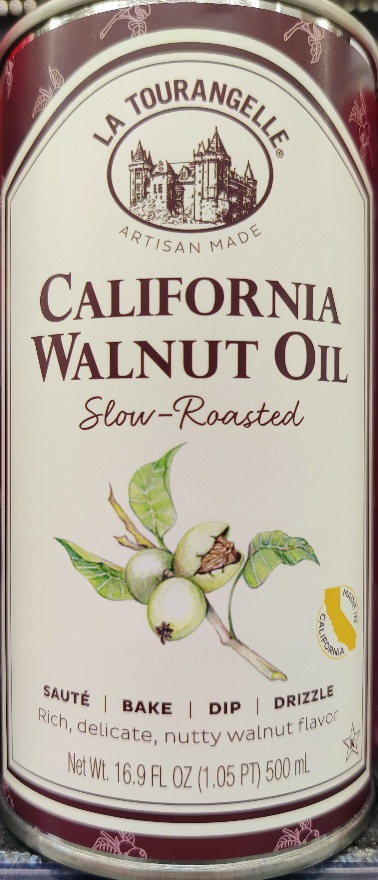 LA TOURANGELLE®
ARTISAN MADE
CALIFORNIA
WALNUT OIL
Slow-Roasted
MADE IN
CALIFORNIA
SAUTÉ | BAKE | DIP | DRIZZLE
Rich, delicate, nutty walnut flavor
K
Net Wt. 16.9 FL OZ (1.05 PT) 500 mL